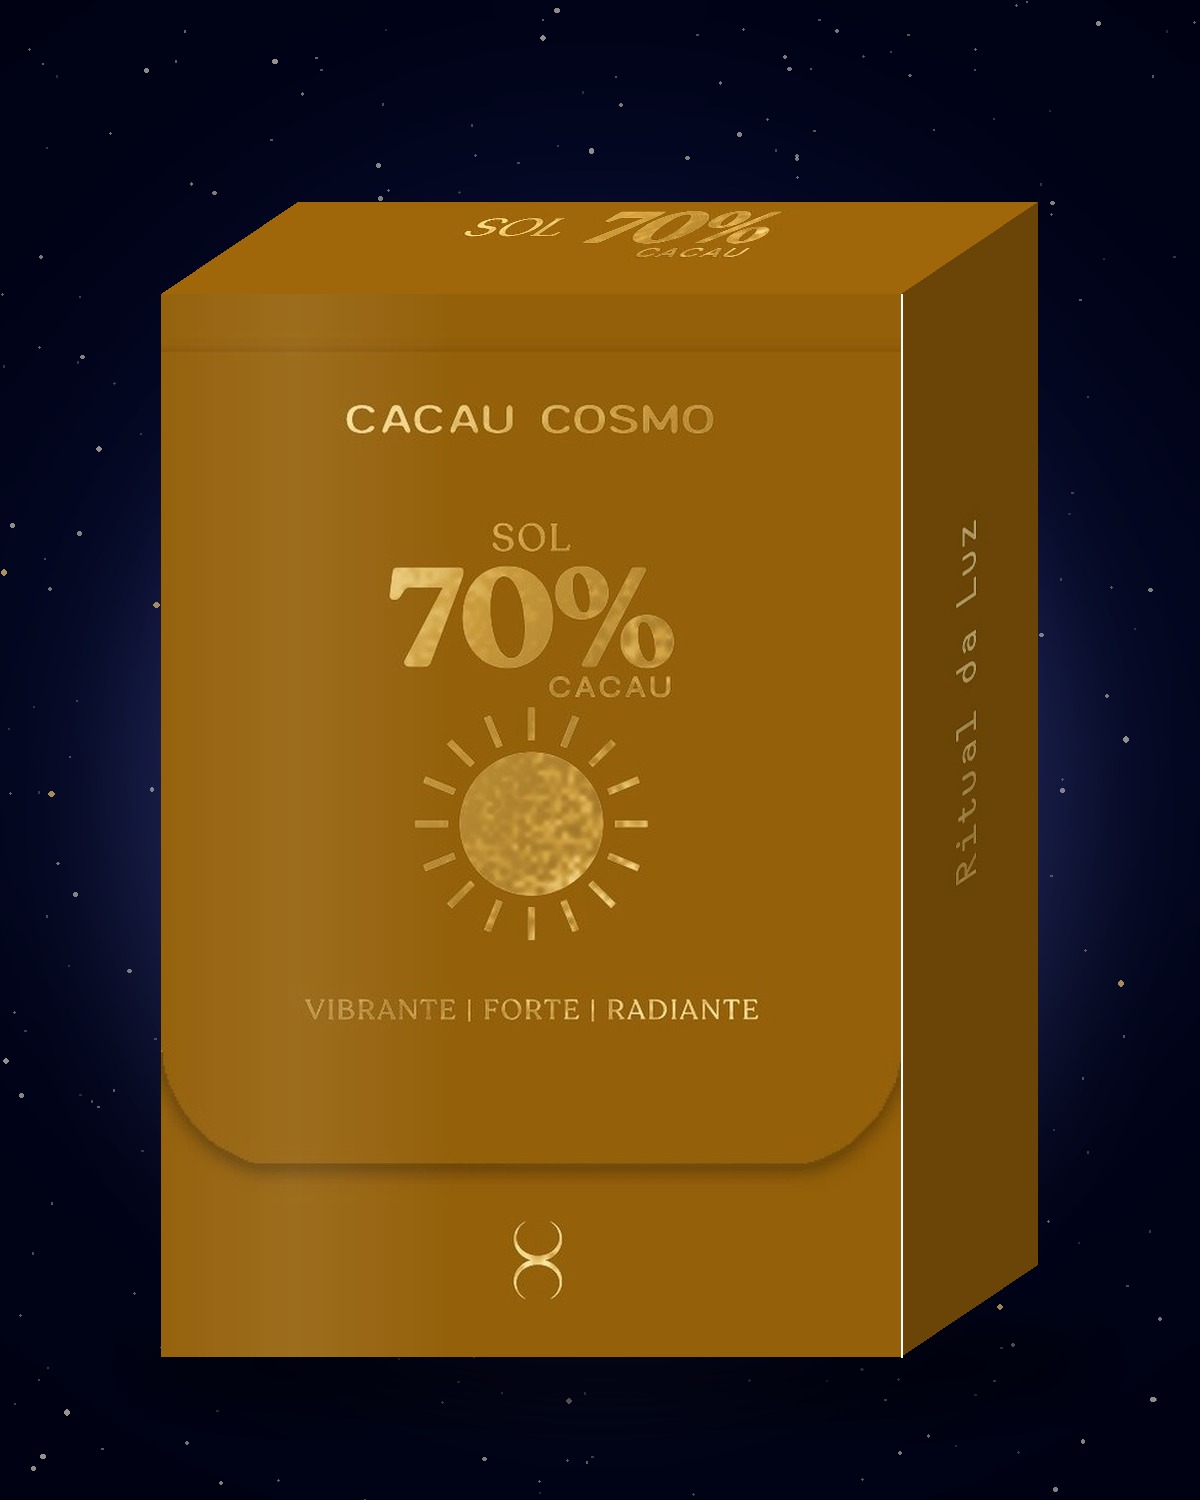 SOL 70%
CACAU
CACAU COSMO
SOL
70%
CACAU
VIBRANTE | FORTE | RADIANTE
Ritual da Luz